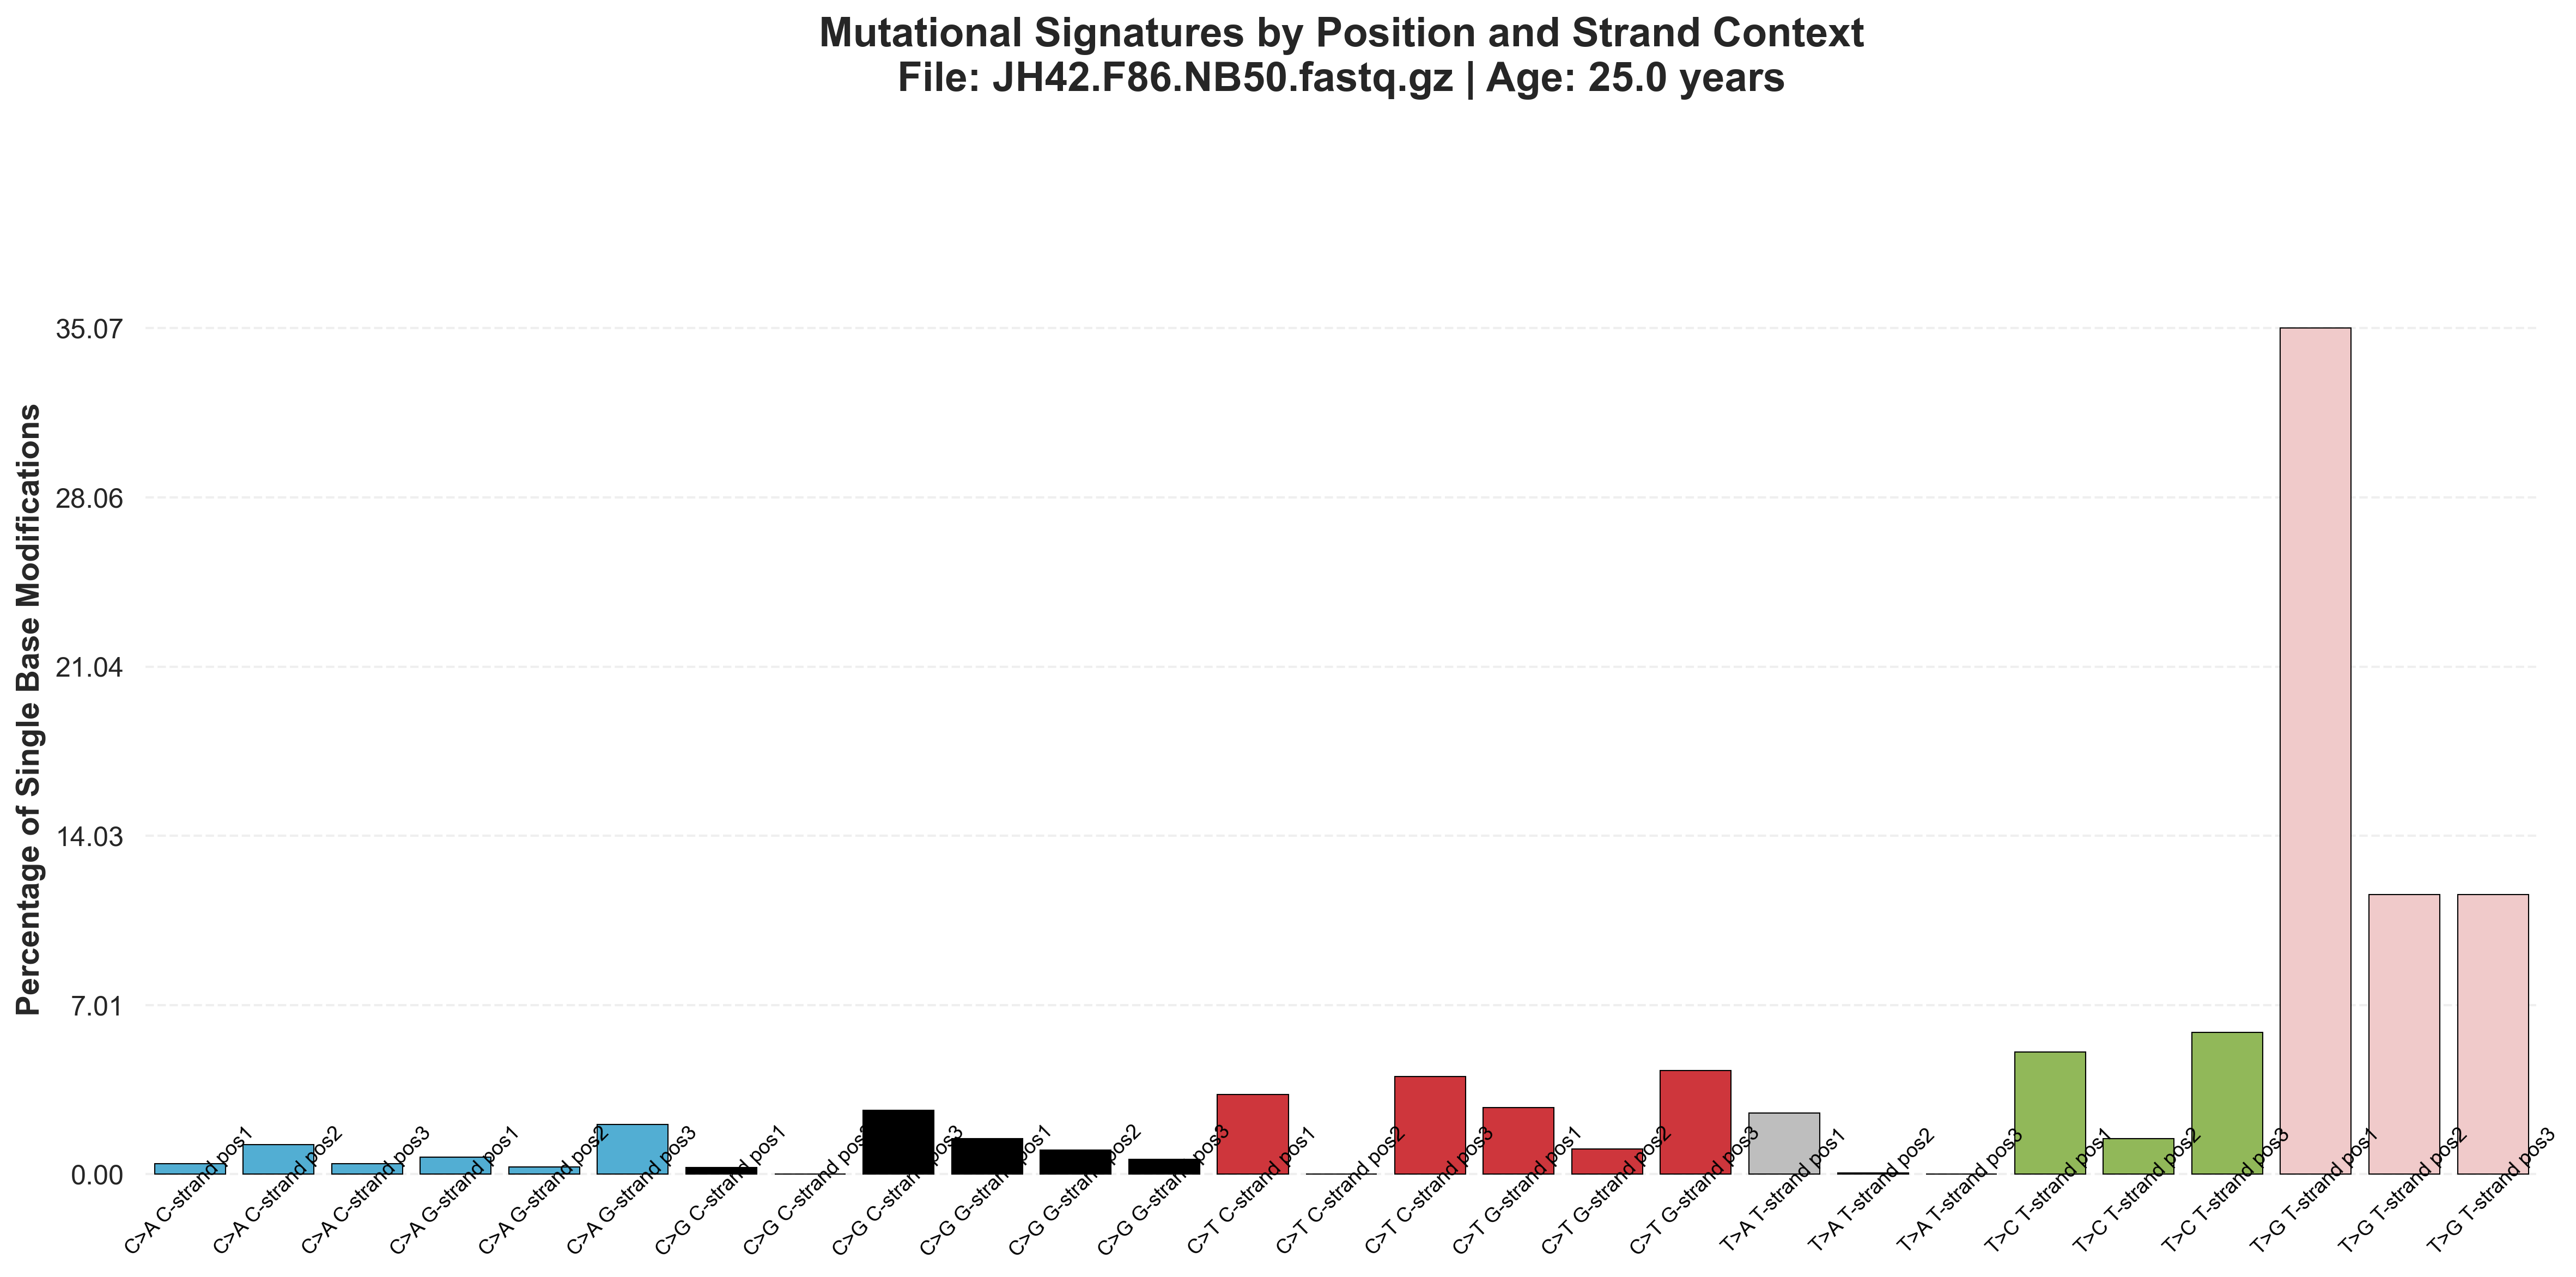 Mutational Signatures by Position and Strand Context
File: JH42.F86.NB50.fastq.gz | Age: 25.0 years
Percentage of Single Base Modifications
35.07
28.06
21.04
14.03
7.01
0.00
C>A C-strand pos1
C>A C-strand pos2
C>A C-strand pos3
C>A G-strand pos1
C>A G-strand pos2
C>A G-strand pos3
C>G C-strand pos1
C>G C-strand pos2
C>G C-strand pos3
C>G G-strand pos1
C>G G-strand pos2
C>G G-strand pos3
C>T C-strand pos1
C>T C-strand pos2
C>T C-strand pos3
C>T G-strand pos1
C>T G-strand pos2
C>T G-strand pos3
T>A T-strand pos1
T>A T-strand pos2
T>A T-strand pos3
T>C T-strand pos1
T>C T-strand pos2
T>C T-strand pos3
T>G T-strand pos1
T>G T-strand pos2
T>G T-strand pos3